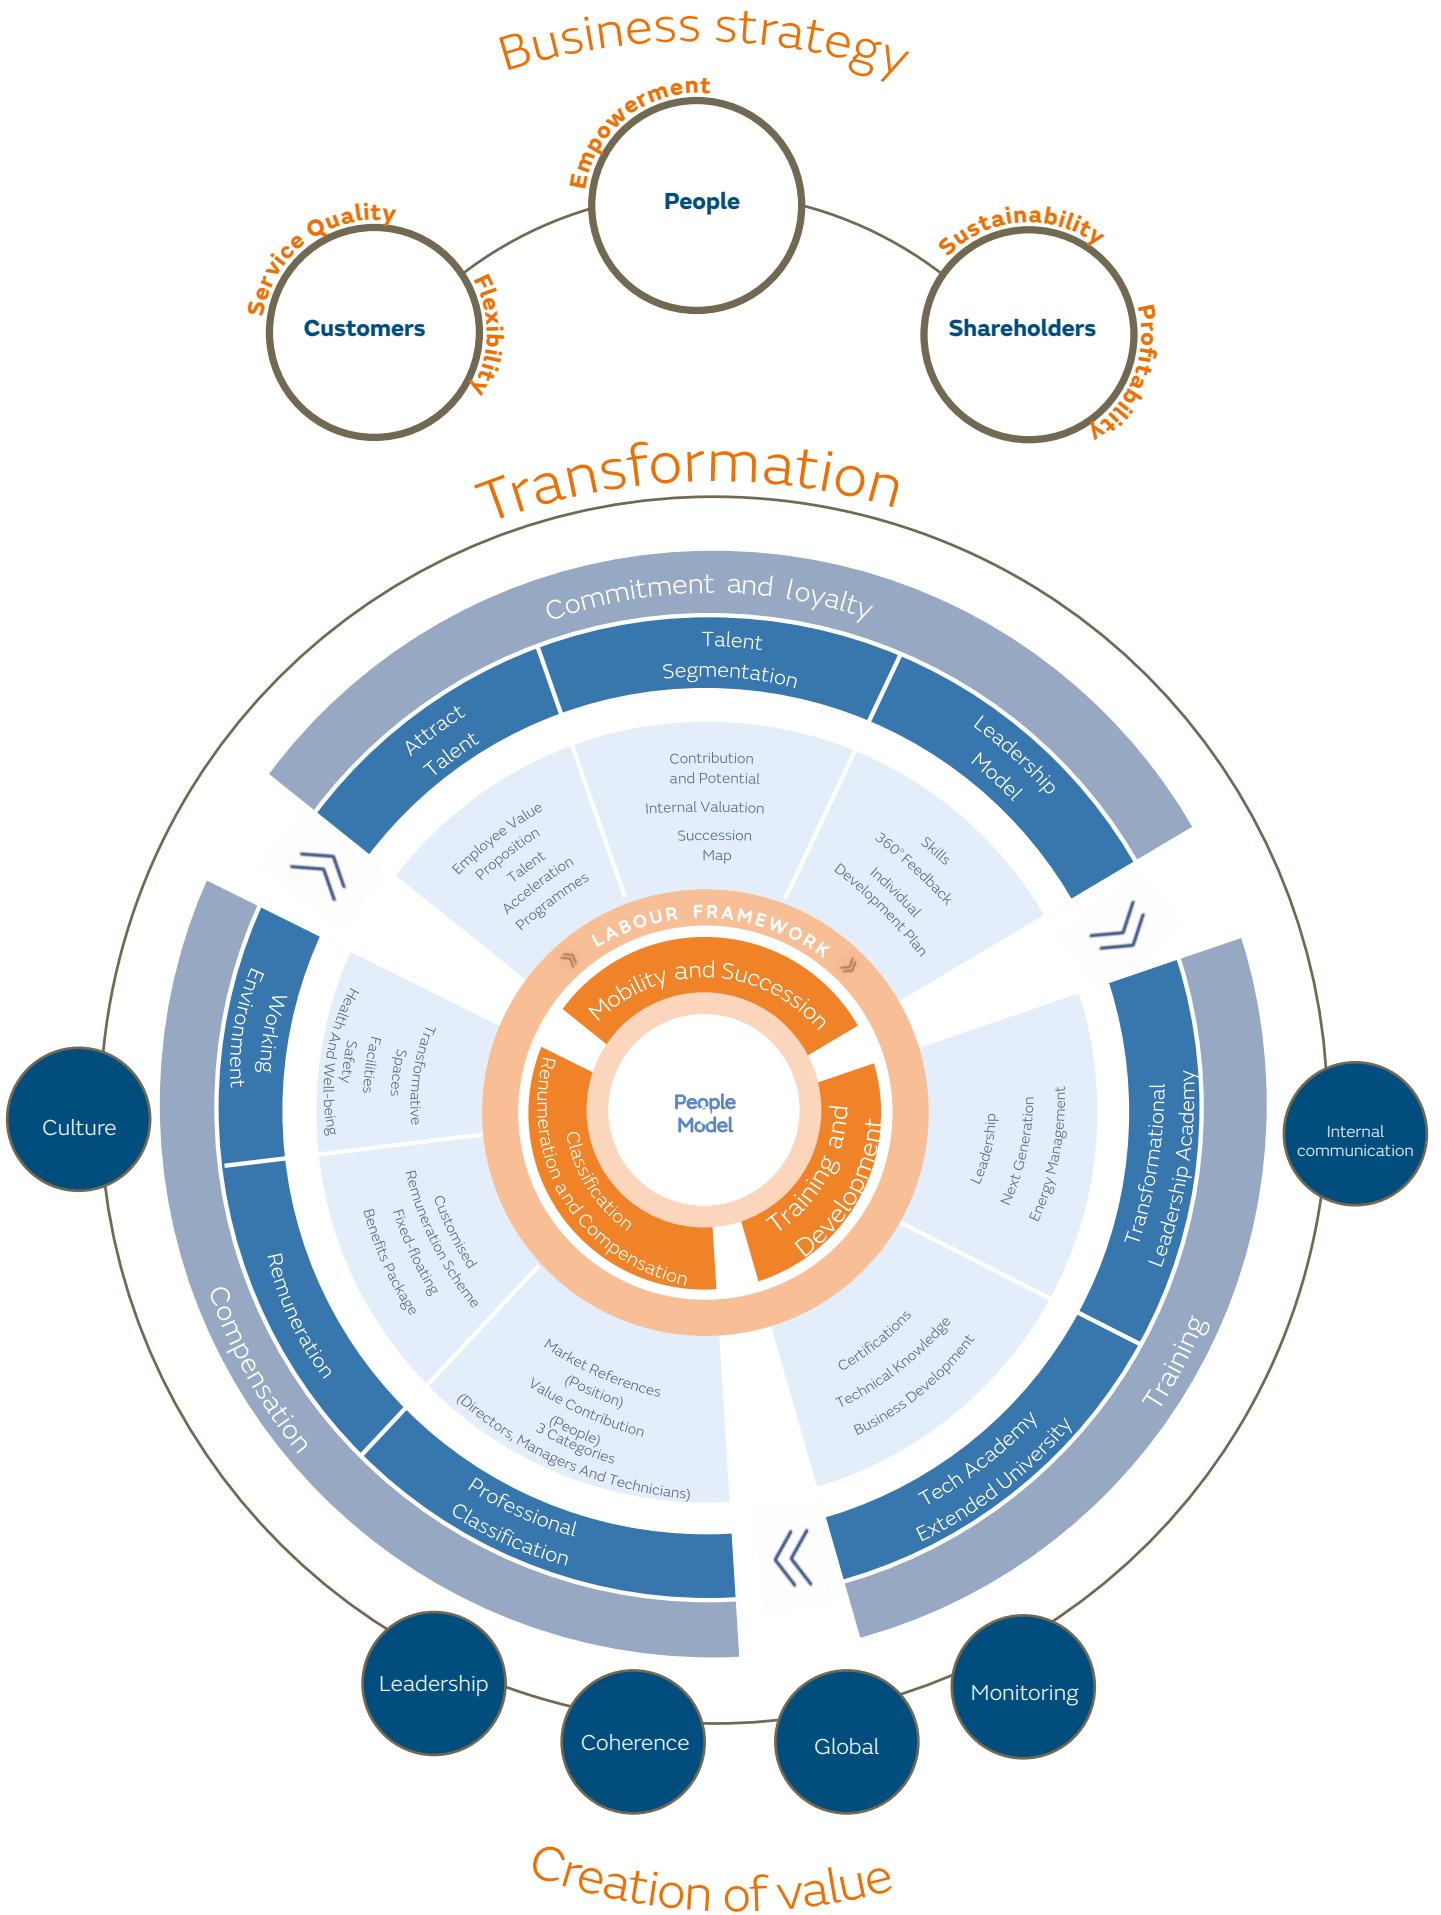 Business strategy
Empowerment
People
Service Quality
Customers
Flexibility
Sustainability
Shareholders
Profitability
Transformation
Commitment and loyalty
Attract
Talent
Talent
Segmentation
Leadership
Model
Employee Value
Proposition
Talent
Acceleration
Programmes
Contribution
and Potential
Internal Valuation
Succession
Map
Skills
360º Feedback
Individual
Development Plan
LABOUR FRAMEWORK
Mobility and Succession
Training and
Development
Classification
Renumeration and Compensation
People
Model
Training
Transformational
Leadership Academy
Leadership
Next Generation
Energy Management
Tech Academy
Extended University
Certifications
Technical Knowledge
Business Development
Compensation
Working
Environment
Transformative
Spaces
Facilities
Safety
Health And Well-being
Remuneration
Customised
Remuneration Scheme
Fixed-floating
Benefits Package
Professional
Classification
Market References
(Position)
Value Contribution
(People)
3 Categories
(Directors, Managers And Technicians)
Culture
Internal
communication
Leadership
Coherence
Global
Monitoring
Creation of value